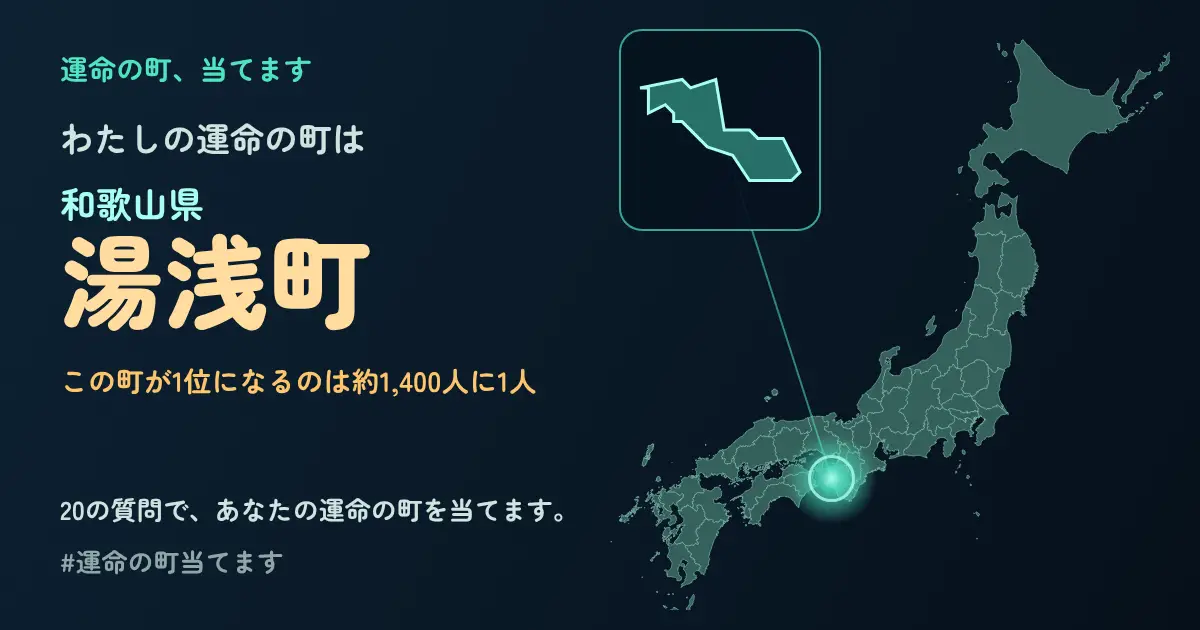 運命の町、当てます
わたしの運命の町は
和歌山県
湯浅町
この町が1位になるのは約1,400人に1人
20の質問で、あなたの運命の町を当てます。
#運命の町当てます